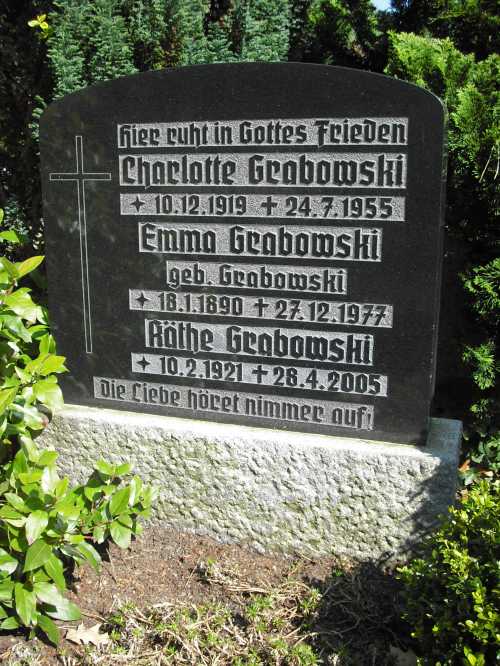 Hier ruht in Gottes Frieden
Charlotte Grabowski
✦ 10.12.1919 ✝ 24.7.1955
Emma Grabowski
geb. Grabowski
✦ 18.1.1890 ✝ 27.12.1977
Käthe Grabowski
✦ 10.2.1921 ✝ 28.4.2005
Die Liebe höret nimmer auf!